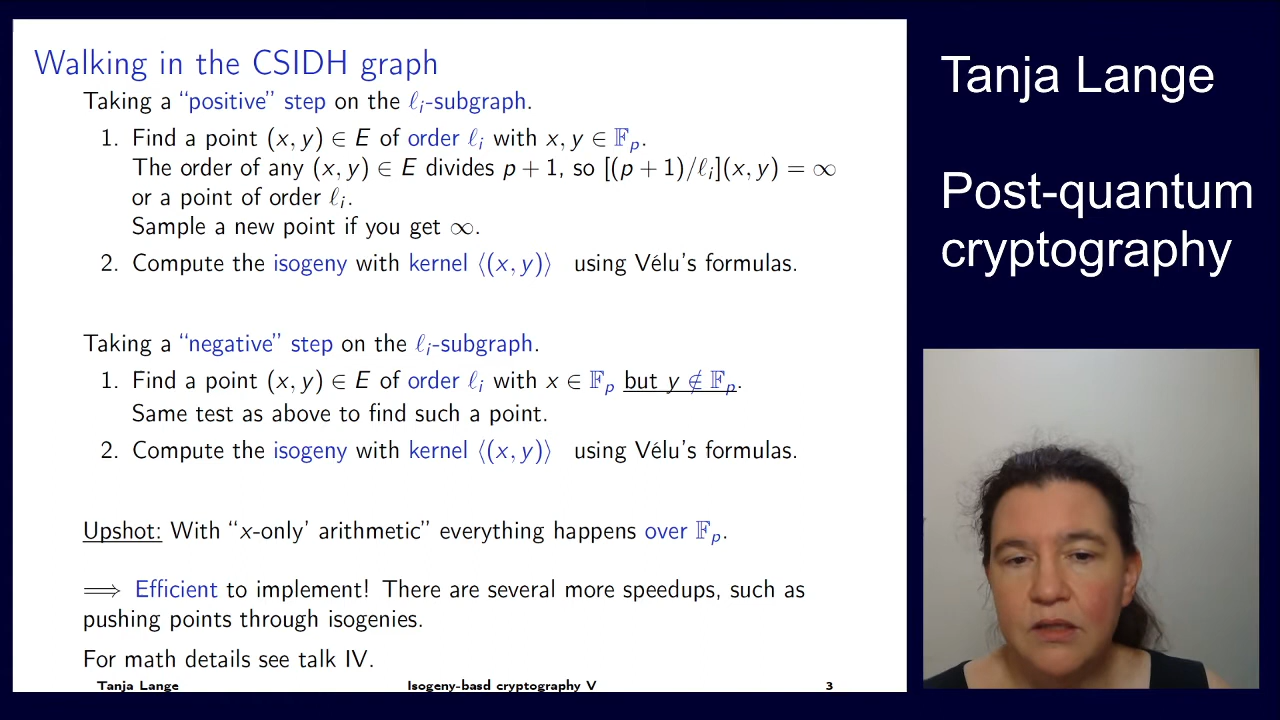 Walking in the CSIDH graph
Taking a “positive” step on the ℓᵢ-subgraph.
1. Find a point (x, y) ∈ E of order ℓᵢ with x, y ∈ 𝔽ₚ.
The order of any (x, y) ∈ E divides p + 1, so [(p + 1)/ℓᵢ](x, y) = ∞
or a point of order ℓᵢ.
Sample a new point if you get ∞.
2. Compute the isogeny with kernel ⟨(x, y)⟩ using Vélu’s formulas.
Taking a “negative” step on the ℓᵢ-subgraph.
1. Find a point (x, y) ∈ E of order ℓᵢ with x ∈ 𝔽ₚ but y ∉ 𝔽ₚ.
Same test as above to find such a point.
2. Compute the isogeny with kernel ⟨(x, y)⟩ using Vélu’s formulas.
Upshot: With “x-only’ arithmetic” everything happens over 𝔽ₚ.
⟹ Efficient to implement! There are several more speedups, such as
pushing points through isogenies.
For math details see talk IV.
Tanja Lange Isogeny-basd cryptography V 3
Tanja Lange
Post-quantum
cryptography